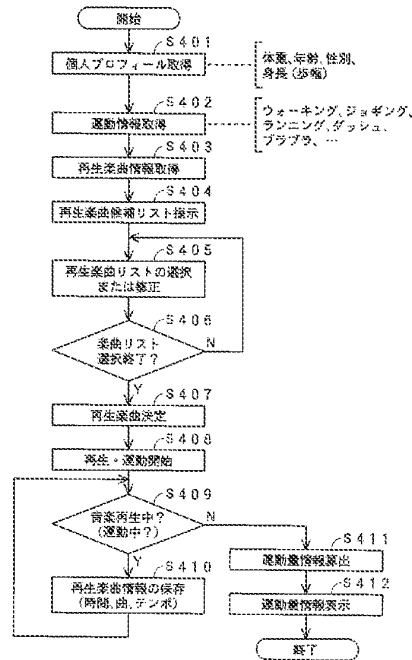 開始
S401
個人プロフィール取得
体重、年齢、性別、
身長(歩幅)
S402
運動情報取得
ウォーキング、ジョギング、
ランニング、ダッシュ、
ブラブラ、…
S403
再生楽曲情報取得
S404
再生楽曲候補リスト提示
S405
再生楽曲リストの選択
または修正
S406
楽曲リスト
選択終了?
N
Y
S407
再生楽曲決定
S408
再生・運動開始
S409
音楽再生中?
(運動中?)
N
Y
S410
再生楽曲情報の保存
(時間、曲、テンポ)
S411
運動量情報算出
S412
運動量情報表示
終了